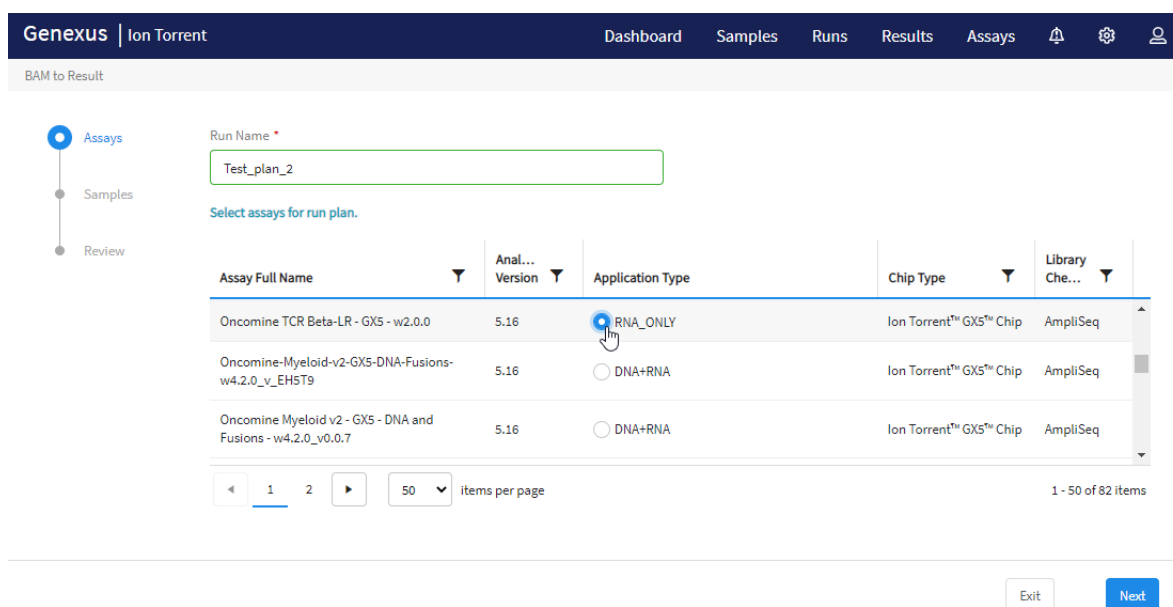 Genexus | Ion Torrent Dashboard Samples Runs Results Assays
BAM to Result
Assays
Samples
Review
Run Name *
Test_plan_2
Select assays for run plan.
Assay Full Name Anal... Version Application Type Chip Type Library Che...
Oncomine TCR Beta-LR - GX5 - w2.0.0 5.16 RNA_ONLY Ion Torrent™ GX5™ Chip AmpliSeq
Oncomine-Myeloid-v2-GX5-DNA-Fusions-
w4.2.0_v_EH5T9 5.16 DNA+RNA Ion Torrent™ GX5™ Chip AmpliSeq
Oncomine Myeloid v2 - GX5 - DNA and
Fusions - w4.2.0_v0.0.7 5.16 DNA+RNA Ion Torrent™ GX5™ Chip AmpliSeq
1 2 50 items per page 1 - 50 of 82 items
Exit Next